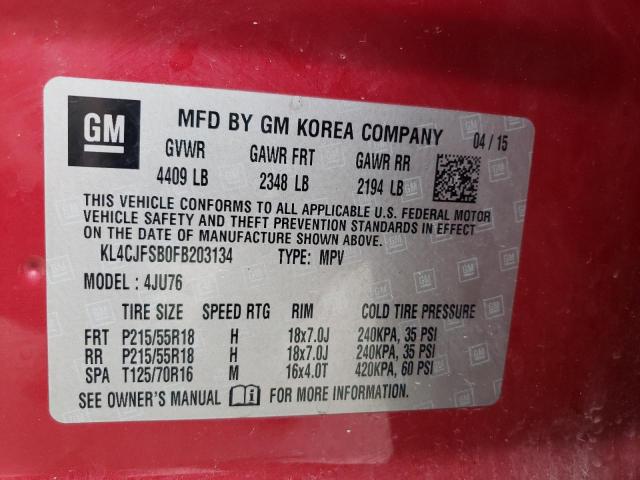 GM
MFD BY GM KOREA COMPANY 04 / 15
GVWR GAWR FRT GAWR RR
4409 LB 2348 LB 2194 LB
THIS VEHICLE CONFORMS TO ALL APPLICABLE U.S. FEDERAL MOTOR
VEHICLE SAFETY AND THEFT PREVENTION STANDARDS IN EFFECT
ON THE DATE OF MANUFACTURE SHOWN ABOVE.
KL4CJFSB0FB203134 TYPE: MPV
MODEL: 4JU76
TIRE SIZE SPEED RTG RIM COLD TIRE PRESSURE
FRT P215/55R18 H 18x7.0J 240KPA, 35 PSI
RR P215/55R18 H 18x7.0J 240KPA, 35 PSI
SPA T125/70R16 M 16x4.0T 420KPA, 60 PSI
SEE OWNER'S MANUAL FOR MORE INFORMATION.